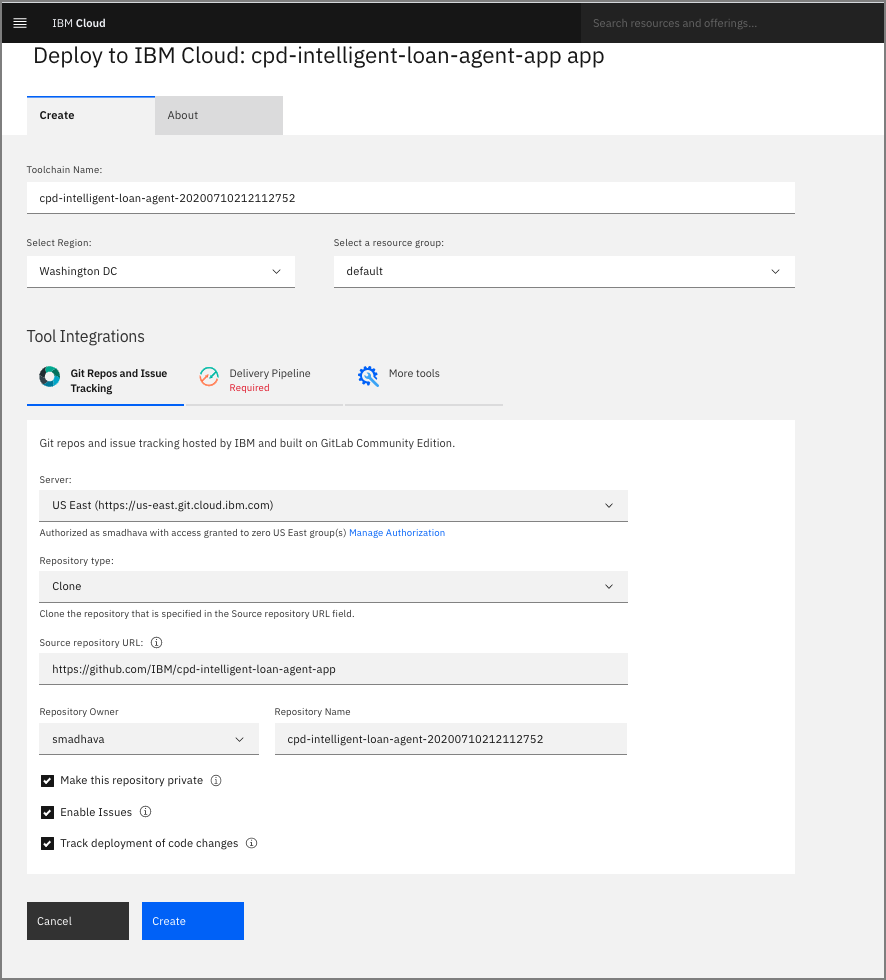 IBM Cloud
Search resources and offerings...
Deploy to IBM Cloud: cpd-intelligent-loan-agent-app app
Create
About
Toolchain Name:
cpd-intelligent-loan-agent-20200710212112752
Select Region:
Select a resource group:
Washington DC
default
Tool Integrations
Git Repos and Issue
Tracking
Delivery Pipeline
Required
More tools
Git repos and issue tracking hosted by IBM and built on GitLab Community Edition.
Server:
US East (https://us-east.git.cloud.ibm.com)
Authorized as smadhava with access granted to zero US East group(s) Manage Authorization
Repository type:
Clone
Clone the repository that is specified in the Source repository URL field.
Source repository URL:
https://github.com/IBM/cpd-intelligent-loan-agent-app
Repository Owner
Repository Name
smadhava
cpd-intelligent-loan-agent-20200710212112752
Make this repository private
Enable Issues
Track deployment of code changes
Cancel
Create